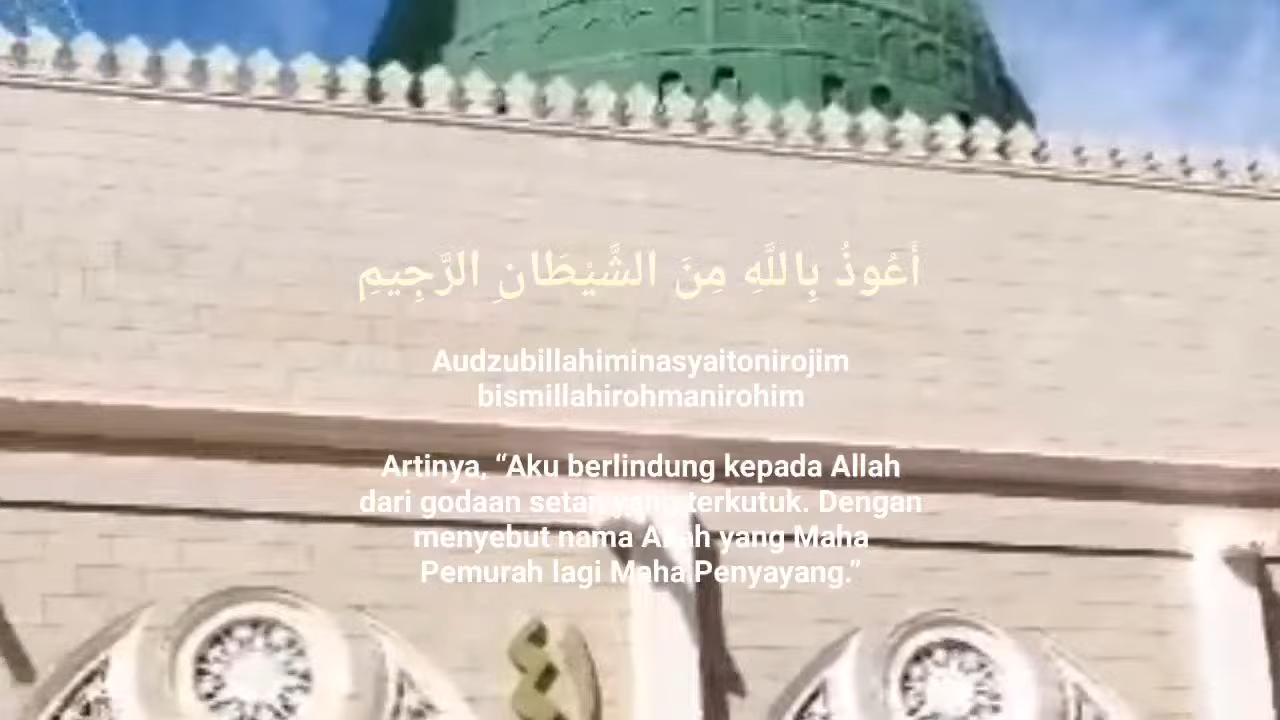 أَعُوذُ بِاللَّهِ مِنَ الشَّيْطَانِ الرَّجِيمِ
Audzubillahiminasyaitonirojim
bismillahirohmanirohim
Artinya, “Aku berlindung kepada Allah
dari godaan setan yang terkutuk. Dengan
menyebut nama Allah yang Maha
Pemurah lagi Maha Penyayang.”